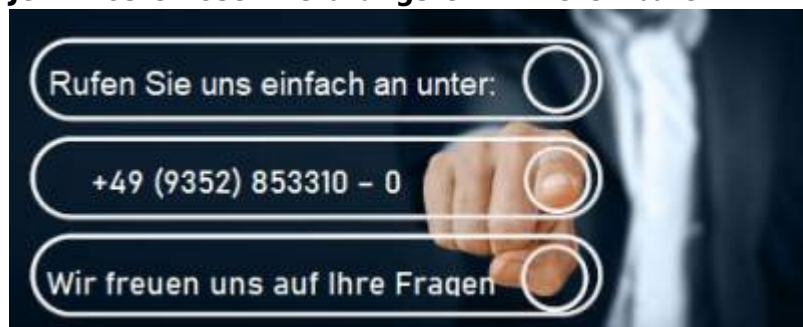 Rufen Sie uns einfach an unter:
+49 (9352) 853310 – 0
Wir freuen uns auf Ihre Fragen